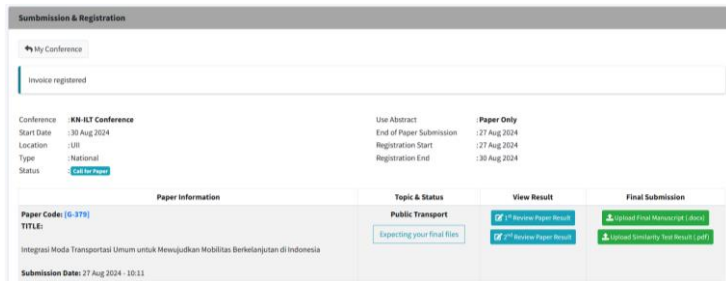 Sumbmission & Registration
My Conference
Invoice registered
Conference : KN-ILT Conference
Start Date : 30 Aug 2024
Location : UII
Type : National
Status : Call for Paper
Use Abstract : Paper Only
End of Paper Submission : 27 Aug 2024
Registration Start : 27 Aug 2024
Registration End : 30 Aug 2024
Paper Information Topic & Status View Result Final Submission
Paper Code: [G-379]
TITLE:
Integrasi Moda Transportasi Umum untuk Mewujudkan Mobilitas Berkelanjutan di Indonesia
Submission Date: 27 Aug 2024 - 10:11
Public Transport
Expecting your final files
1st Review Paper Result
2nd Review Paper Result
Upload Final Manuscript (.docx)
Upload Similarity Test Result (.pdf)